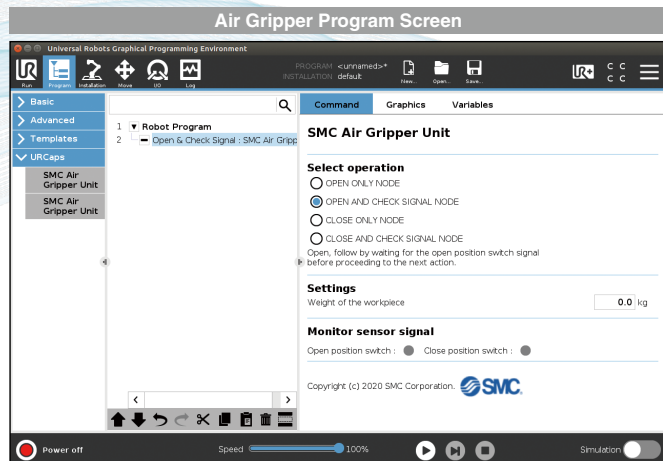 Air Gripper Program Screen
Universal Robots Graphical Programming Environment
UR
Run
Program
Installation
Move
I/O
Log
PROGRAM <unnamed>*
INSTALLATION default
New...
Open...
Save...
UR+
C C
C C
Basic
Advanced
Templates
URCaps
SMC Air
Gripper Unit
SMC Air
Gripper Unit
1 Robot Program
2 Open & Check Signal : SMC Air Gripp
Command Graphics Variables
SMC Air Gripper Unit
Select operation
OPEN ONLY NODE
OPEN AND CHECK SIGNAL NODE
CLOSE ONLY NODE
CLOSE AND CHECK SIGNAL NODE
Open, follow by waiting for the open position switch signal
before proceeding to the next action.
Settings
Weight of the workpiece 0.0 kg
Monitor sensor signal
Open position switch : Close position switch :
Copyright (c) 2020 SMC Corporation. SMC.
Power off
Speed 100%
Simulation